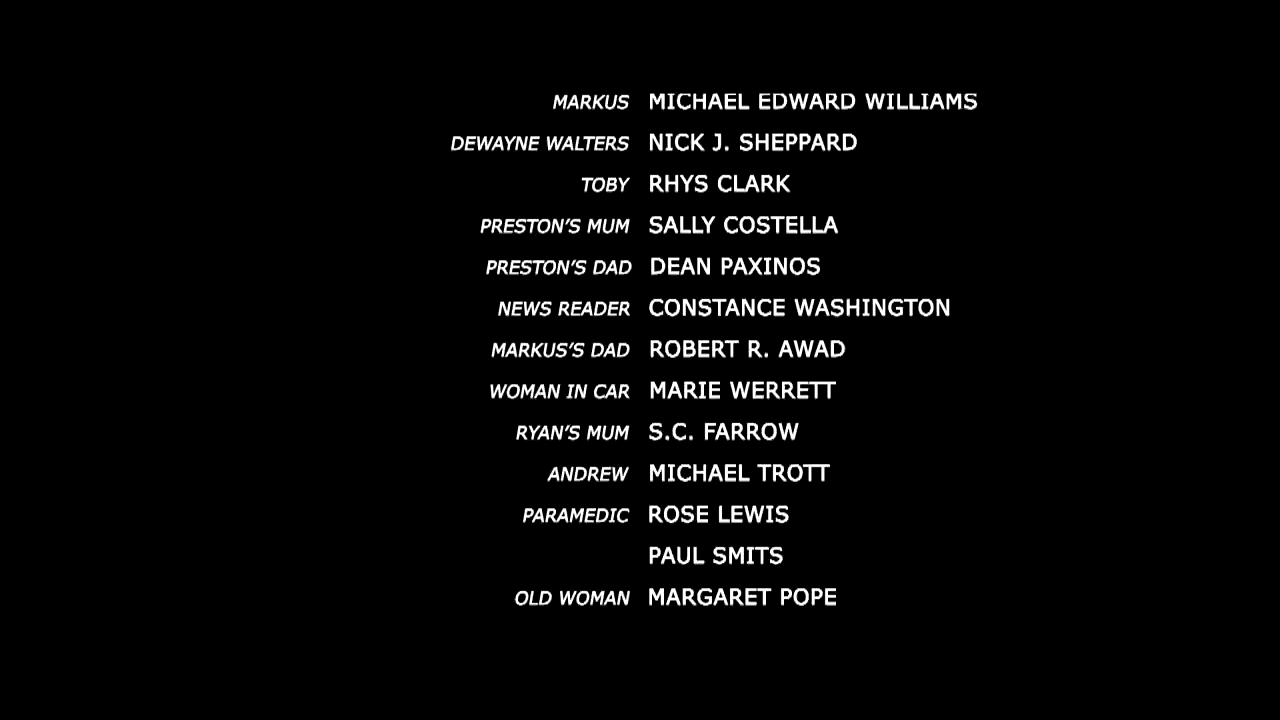 MARKUS MICHAEL EDWARD WILLIAMS
DEWAYNE WALTERS NICK J. SHEPPARD
TOBY RHYS CLARK
PRESTON'S MUM SALLY COSTELLA
PRESTON'S DAD DEAN PAXINOS
NEWS READER CONSTANCE WASHINGTON
MARKUS'S DAD ROBERT R. AWAD
WOMAN IN CAR MARIE WERRETT
RYAN'S MUM S.C. FARROW
ANDREW MICHAEL TROTT
PARAMEDIC ROSE LEWIS
PAUL SMITS
OLD WOMAN MARGARET POPE